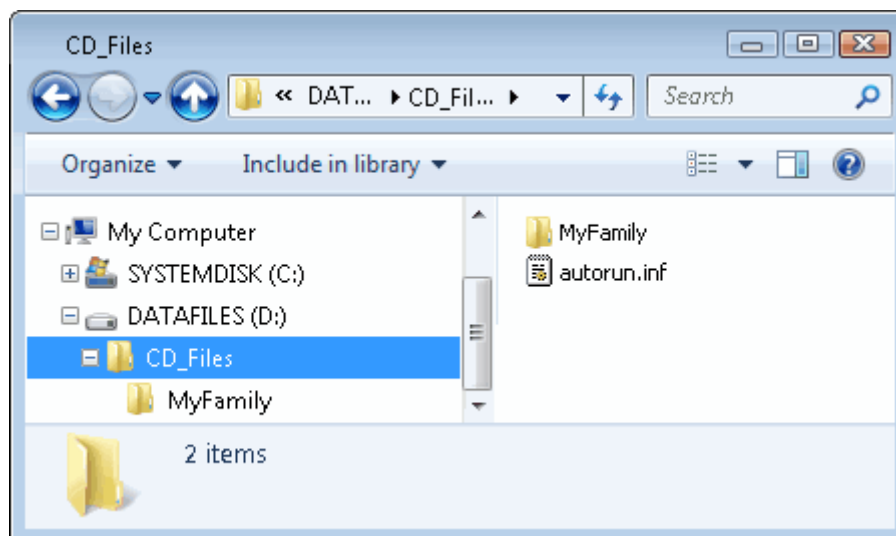 CD_Files
« DAT... CD_Fil... Search
Organize Include in library
My Computer
SYSTEMDISK (C:)
DATAFILES (D:)
CD_Files
MyFamily
MyFamily
autorun.inf
2 items